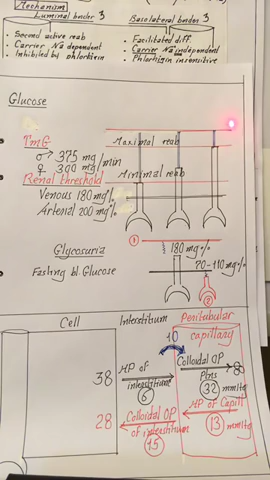 Mechanism
Luminal border 3
Basolateral border 3
• Second active reab
• Carrier Na dependent
• Inhibited by phlorizin
• Facilitated diff.
• Carrier Na independent
• Phlorizin insensitive
Glucose
TmG
♂→ 375 mg/min
♀ 300 mg/min
Renal Threshold
Venous 180 mg%
Arterial 200 mg%
Maximal reab
Minimal reab
Glycosuria
Fasting bl. Glucose
1
180 mg%
70-110 mg%
2
Cell
Interstitium
Peritubular
capillary
10
38
HP of
interstitium
6
Colloidal OP
Ptns
32 mmHg
28
Colloidal OP
of interstitium
15
HP of Capill
13 mmHg